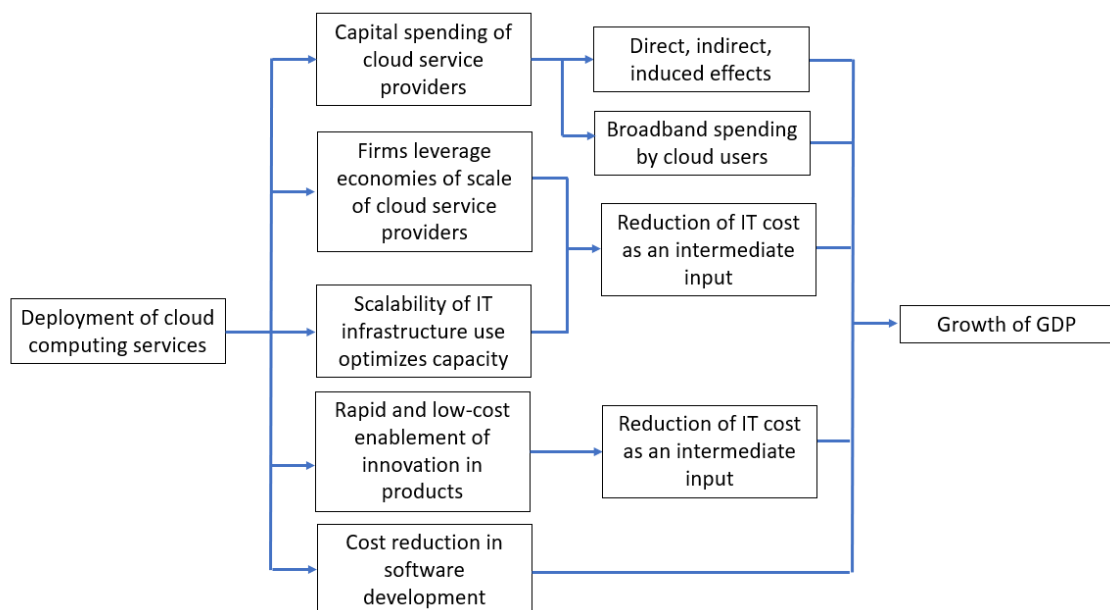 Capital spending of
cloud service
providers
Direct, indirect,
induced effects
Broadband spending
by cloud users
Firms leverage
economies of scale
of cloud service
providers
Reduction of IT cost
as an intermediate
input
Deployment of cloud
computing services
Scalability of IT
infrastructure use
optimizes capacity
Growth of GDP
Rapid and low-cost
enablement of
innovation in
products
Reduction of IT cost
as an intermediate
input
Cost reduction in
software
development